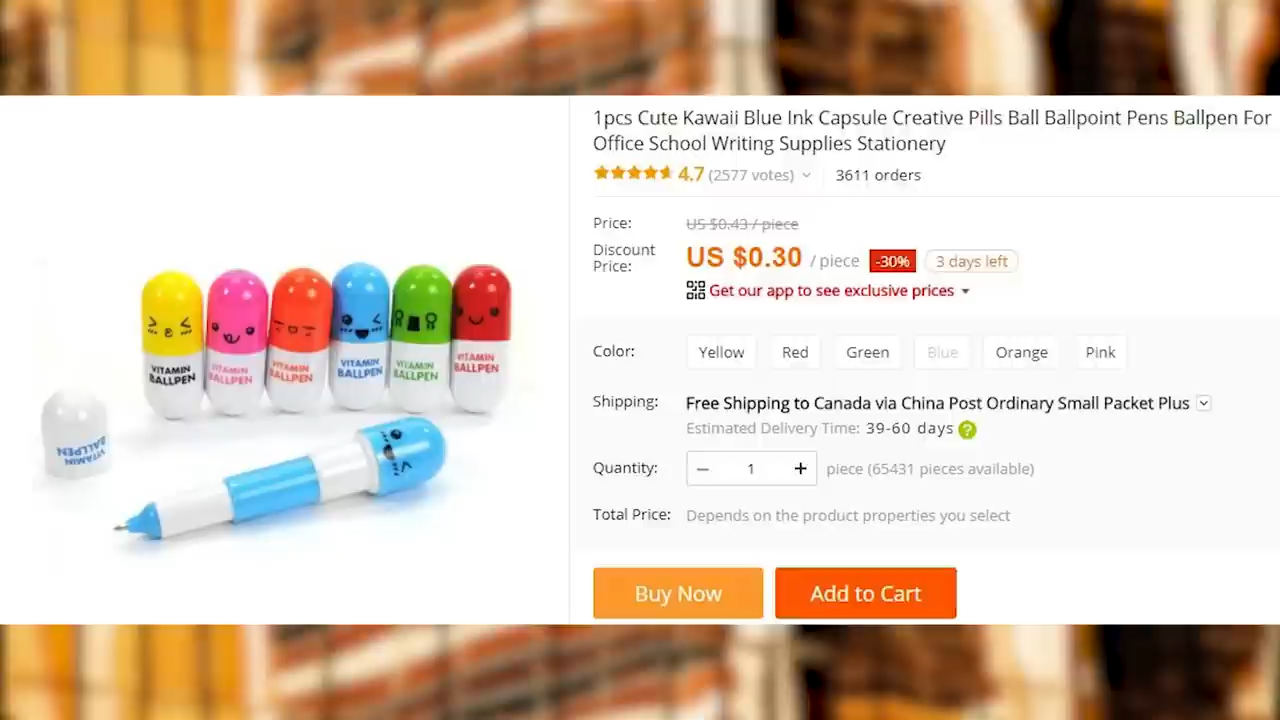 1pcs Cute Kawaii Blue Ink Capsule Creative Pills Ball Ballpoint Pens Ballpen For
Office School Writing Supplies Stationery
4.7 (2577 votes) 3611 orders
Price: US $0.43 / piece
Discount
Price: US $0.30 / piece -30% 3 days left
Get our app to see exclusive prices
Color: Yellow Red Green Blue Orange Pink
Shipping: Free Shipping to Canada via China Post Ordinary Small Packet Plus
Estimated Delivery Time: 39-60 days ?
Quantity: − 1 + piece (65431 pieces available)
Total Price: Depends on the product properties you select
Buy Now Add to Cart
VITAMIN
BALLPEN
VITAMIN
BALLPEN
VITAMIN
BALLPEN
VITAMIN
BALLPEN
VITAMIN
BALLPEN
VITAMIN
BALLPEN
VITAMIN
BALLPEN